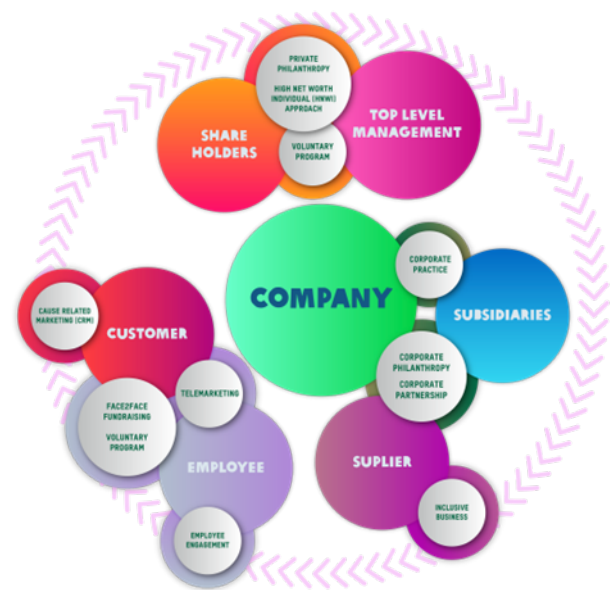 PRIVATE
PHILANTHROPY
HIGH NET WORTH
INDIVIDUAL (HNWI)
APPROACH
SHARE
HOLDERS
TOP LEVEL
MANAGEMENT
VOLUNTARY
PROGRAM
COMPANY
CORPORATE
PRACTICE
SUBSIDIARIES
CAUSE RELATED
MARKETING (CRM)
CUSTOMER
CORPORATE
PHILANTHROPY
CORPORATE
PARTNERSHIP
TELEMARKETING
FACE2FACE
FUNDRAISING
VOLUNTARY
PROGRAM
EMPLOYEE
SUPLIER
INCLUSIVE
BUSINESS
EMPLOYEE
ENGAGEMENT